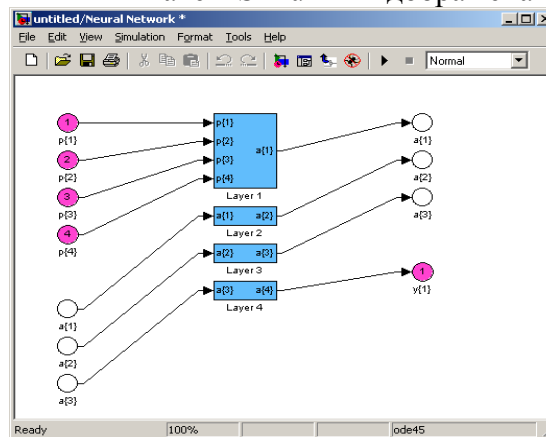 untitled/Neural Network *
File Edit View Simulation Format Tools Help
Normal
1
p{1}
2
p{2}
3
p{3}
4
p{4}
p{1}
p{2}
p{3}
p{4}
a{1}
Layer 1
a{1} a{2}
Layer 2
a{2} a{3}
Layer 3
a{3} a{4}
Layer 4
a{1}
a{2}
a{3}
1
y{1}
a{1}
a{2}
a{3}
Ready 100% ode45